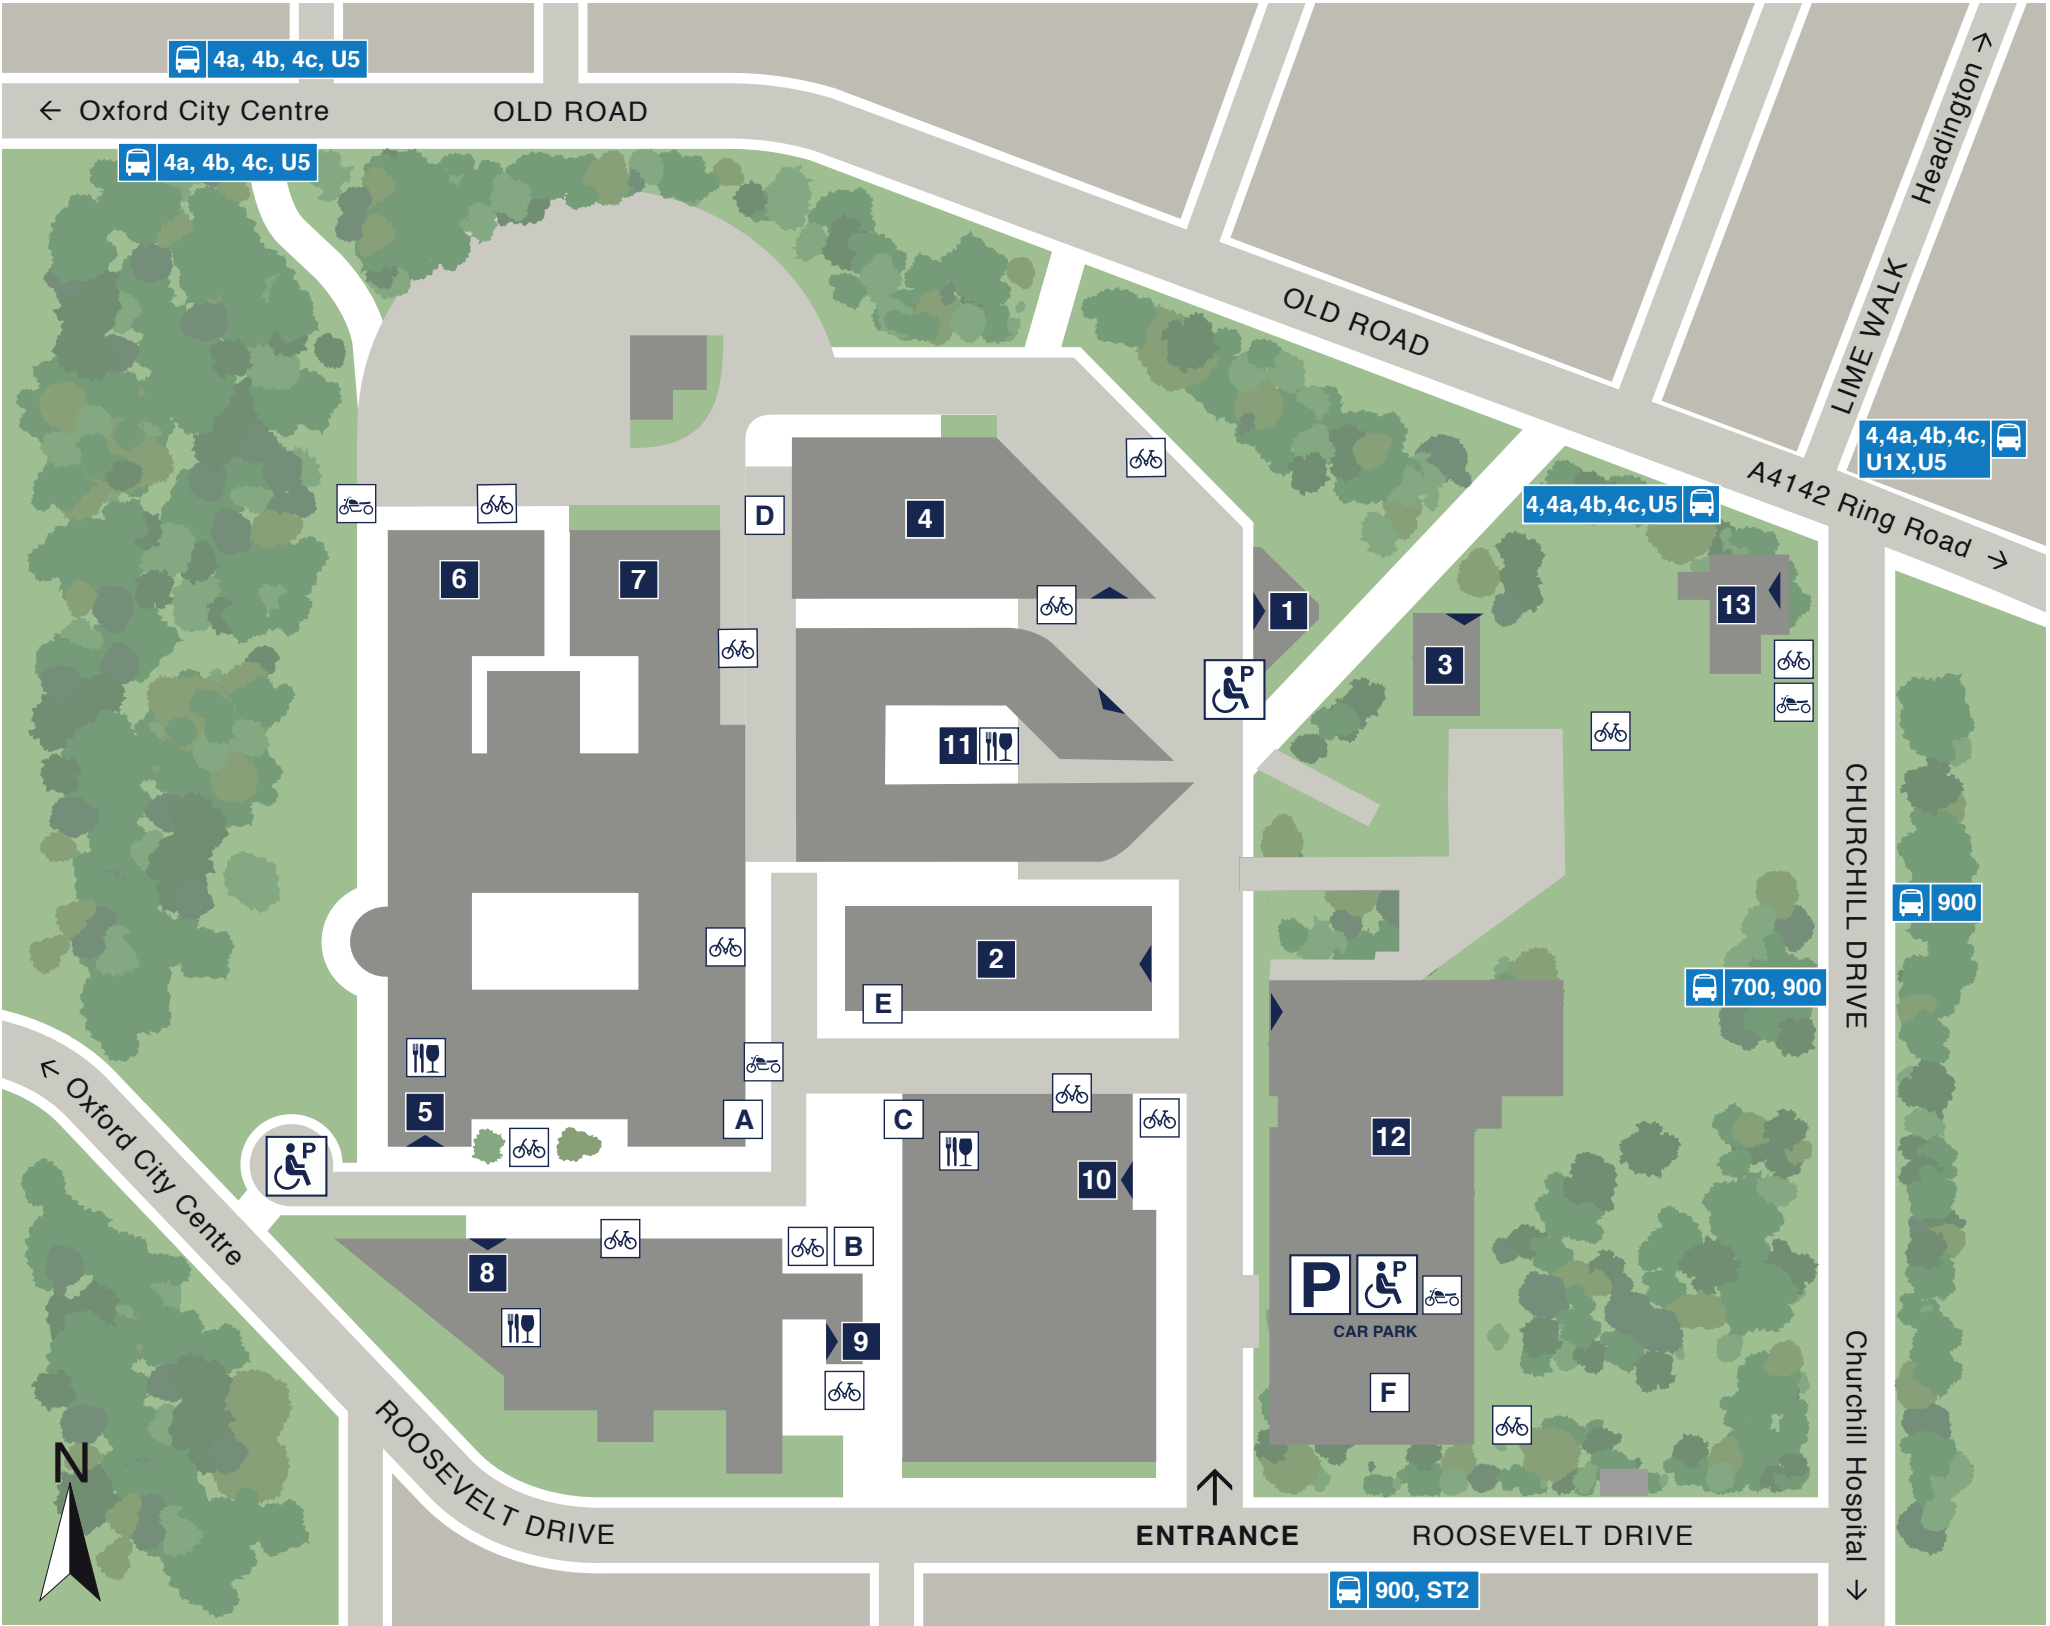 4a, 4b, 4c, U5
← Oxford City Centre
OLD ROAD
4a, 4b, 4c, U5
Headington →
LIME WALK
OLD ROAD
4,4a,4b,4c,
U1X,U5
A4142 Ring Road →
4,4a,4b,4c,U5
D
4
6
7
1
13
3
11
CHURCHILL DRIVE
900
2
700, 900
E
← Oxford City Centre
5
A
C
12
10
P
B
8
P
P
9
CAR PARK
F
Churchill Hospital →
N
ROOSEVELT DRIVE
ENTRANCE
ROOSEVELT DRIVE
900, ST2
P